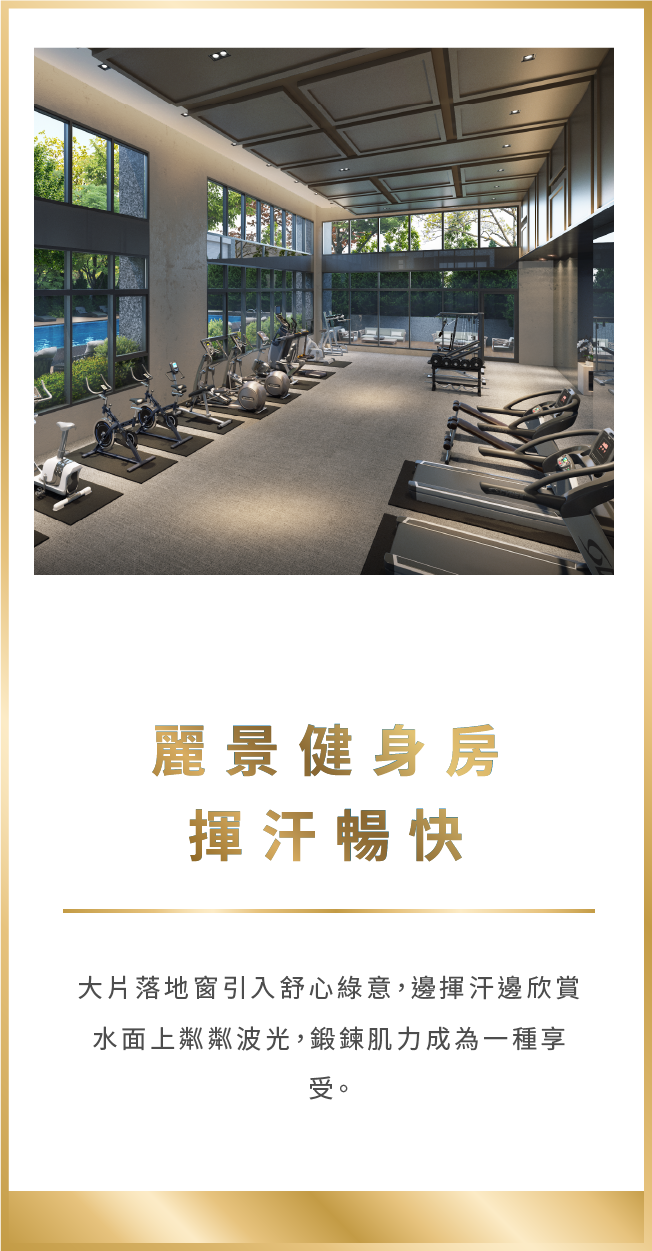 麗景健身房
揮汗暢快
大片落地窗引入舒心綠意，邊揮汗邊欣賞
水面上粼粼波光，鍛鍊肌力成為一種享
受。